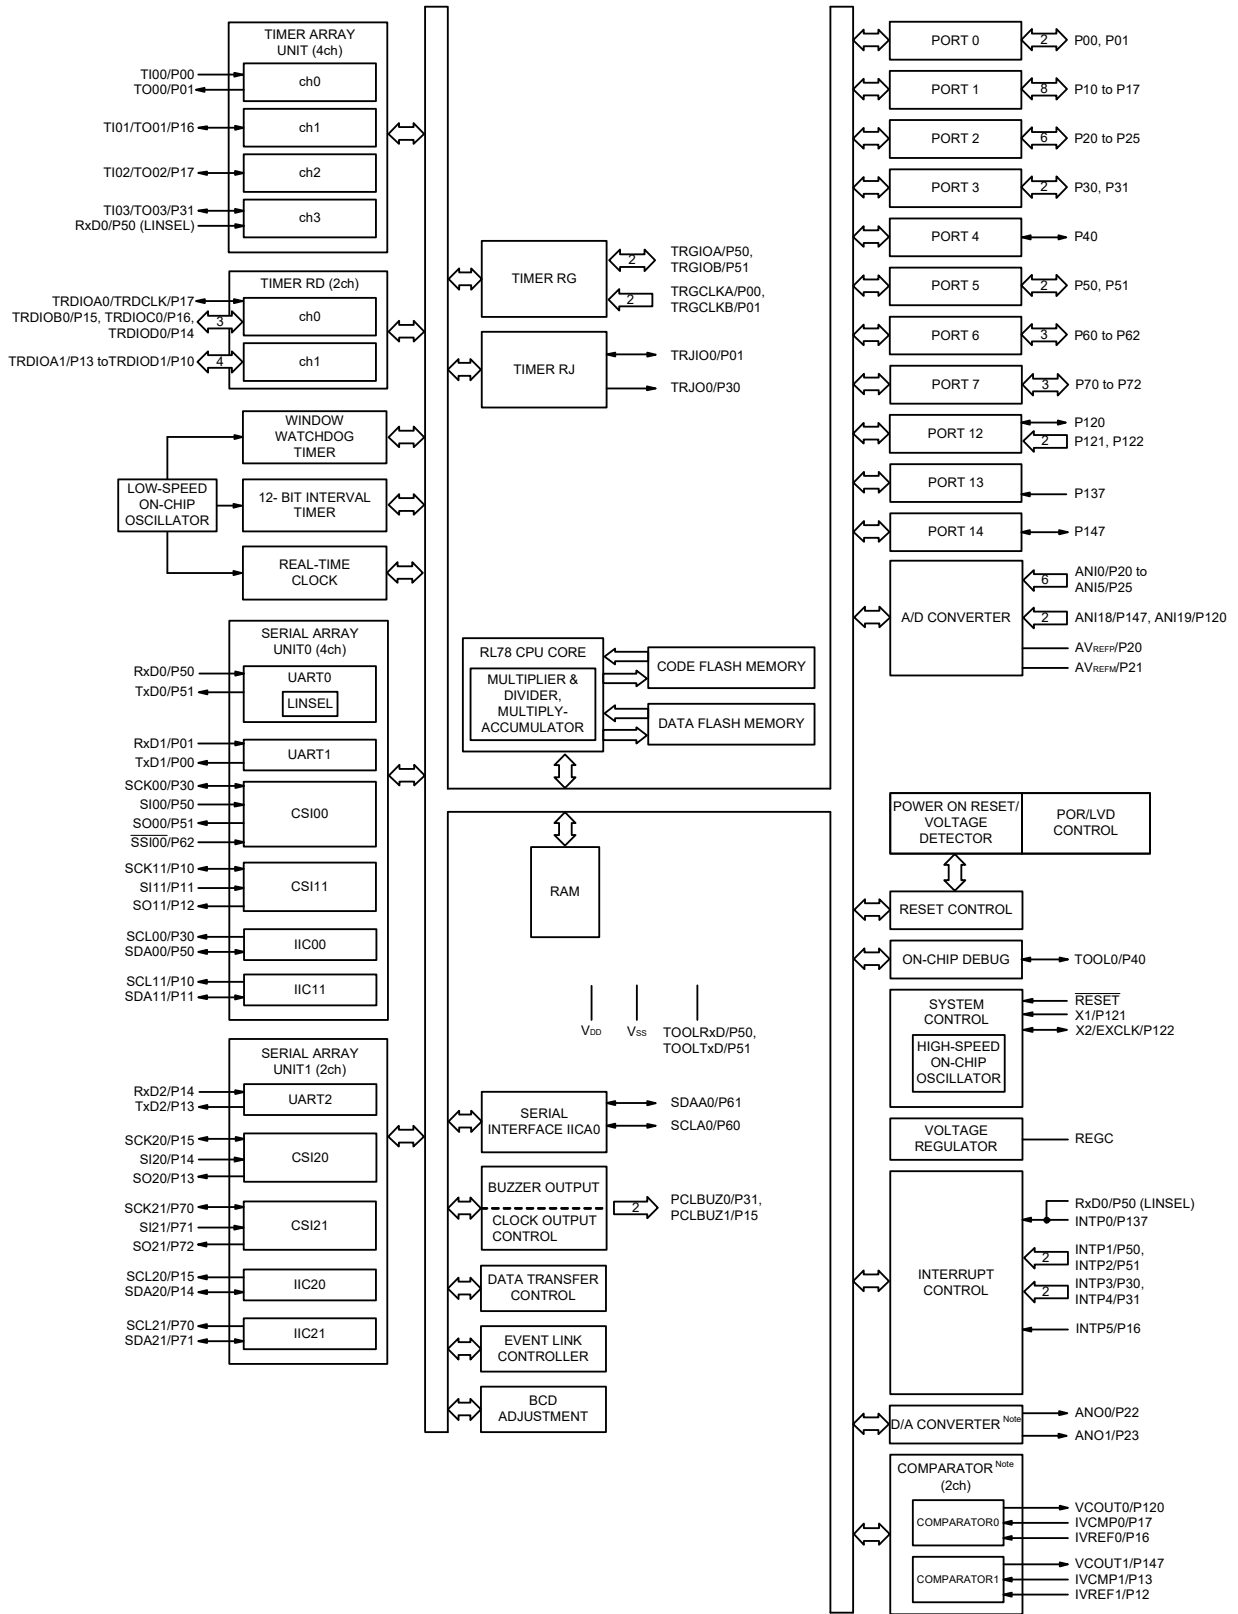 TIMER ARRAY
UNIT (4ch)
TI00/P00
TO00/P01
ch0
TI01/TO01/P16
ch1
TI02/TO02/P17
ch2
TI03/TO03/P31
RxD0/P50 (LINSEL)
ch3
TIMER RD (2ch)
TRDIOA0/TRDCLK/P17
TRDIOB0/P15, TRDIOC0/P16,
TRDIOD0/P14
3
ch0
TRDIOA1/P13 toTRDIOD1/P10
4
ch1
WINDOW
WATCHDOG
TIMER
LOW-SPEED
ON-CHIP
OSCILLATOR
12- BIT INTERVAL
TIMER
REAL-TIME
CLOCK
SERIAL ARRAY
UNIT0 (4ch)
RxD0/P50
TxD0/P51
UART0
LINSEL
RxD1/P01
TxD1/P00
UART1
SCK00/P30
SI00/P50
SO00/P51
SSI00/P62
CSI00
SCK11/P10
SI11/P11
SO11/P12
CSI11
SCL00/P30
SDA00/P50
IIC00
SCL11/P10
SDA11/P11
IIC11
SERIAL ARRAY
UNIT1 (2ch)
RxD2/P14
TxD2/P13
UART2
SCK20/P15
SI20/P14
SO20/P13
CSI20
SCK21/P70
SI21/P71
SO21/P72
CSI21
SCL20/P15
SDA20/P14
IIC20
SCL21/P70
SDA21/P71
IIC21
TIMER RG
2
TRGIOA/P50,
TRGIOB/P51
2
TRGCLKA/P00,
TRGCLKB/P01
TIMER RJ
TRJIO0/P01
TRJO0/P30
RL78 CPU CORE
MULTIPLIER &
DIVIDER,
MULTIPLY-
ACCUMULATOR
CODE FLASH MEMORY
DATA FLASH MEMORY
RAM
VDD
VSS
TOOLRxD/P50,
TOOLTxD/P51
SERIAL
INTERFACE IICA0
SDAA0/P61
SCLA0/P60
BUZZER OUTPUT
CLOCK OUTPUT
CONTROL
2
PCLBUZ0/P31,
PCLBUZ1/P15
DATA TRANSFER
CONTROL
EVENT LINK
CONTROLLER
BCD
ADJUSTMENT
PORT 0
2
P00, P01
PORT 1
8
P10 to P17
PORT 2
6
P20 to P25
PORT 3
2
P30, P31
PORT 4
P40
PORT 5
2
P50, P51
PORT 6
3
P60 to P62
PORT 7
3
P70 to P72
PORT 12
P120
2
P121, P122
PORT 13
P137
PORT 14
P147
A/D CONVERTER
6
ANI0/P20 to
ANI5/P25
2
ANI18/P147, ANI19/P120
AVREFP/P20
AVREFM/P21
POWER ON RESET/
VOLTAGE
DETECTOR
POR/LVD
CONTROL
RESET CONTROL
ON-CHIP DEBUG
TOOL0/P40
SYSTEM
CONTROL
HIGH-SPEED
ON-CHIP
OSCILLATOR
RESET
X1/P121
X2/EXCLK/P122
VOLTAGE
REGULATOR
REGC
INTERRUPT
CONTROL
RxD0/P50 (LINSEL)
INTP0/P137
2
INTP1/P50,
INTP2/P51
2
INTP3/P30,
INTP4/P31
INTP5/P16
D/A CONVERTER Note
ANO0/P22
ANO1/P23
COMPARATOR Note
(2ch)
COMPARATOR0
VCOUT0/P120
IVCMP0/P17
IVREF0/P16
COMPARATOR1
VCOUT1/P147
IVCMP1/P13
IVREF1/P12